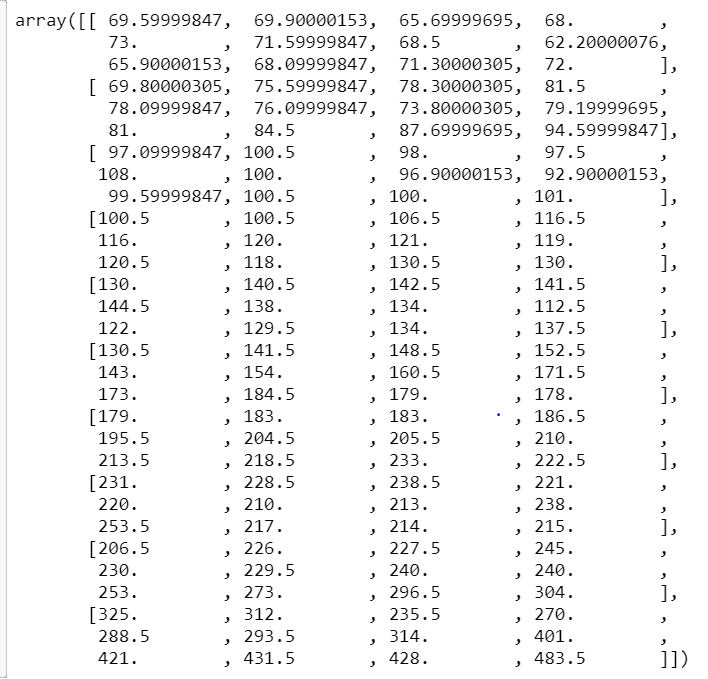 array([[ 69.59999847,  69.90000153,  65.69999695,  68.        ,
         73.        ,  71.59999847,  68.5       ,  62.20000076,
         65.90000153,  68.09999847,  71.30000305,  72.        ],
       [ 69.80000305,  75.59999847,  78.30000305,  81.5       ,
         78.09999847,  76.09999847,  73.80000305,  79.19999695,
         81.        ,  84.5       ,  87.69999695,  94.59999847],
       [ 97.09999847, 100.5       ,  98.        ,  97.5       ,
        108.        , 100.        ,  96.90000153,  92.90000153,
         99.59999847, 100.5       , 100.        , 101.        ],
       [100.5       , 100.5       , 106.5       , 116.5       ,
        116.        , 120.        , 121.        , 119.        ,
        120.5       , 118.        , 130.5       , 130.        ],
       [130.        , 140.5       , 142.5       , 141.5       ,
        144.5       , 138.        , 134.        , 112.5       ,
        122.        , 129.5       , 134.        , 137.5       ],
       [130.5       , 141.5       , 148.5       , 152.5       ,
        143.        , 154.        , 160.5       , 171.5       ,
        173.        , 184.5       , 179.        , 178.        ],
       [179.        , 183.        , 183.        , 186.5       ,
        195.5       , 204.5       , 205.5       , 210.        ,
        213.5       , 218.5       , 233.        , 222.5       ],
       [231.        , 228.5       , 238.5       , 221.        ,
        220.        , 210.        , 213.        , 238.        ,
        253.5       , 217.        , 214.        , 215.        ],
       [206.5       , 226.        , 227.5       , 245.        ,
        230.        , 229.5       , 240.        , 240.        ,
        253.        , 273.        , 296.5       , 304.        ],
       [325.        , 312.        , 235.5       , 270.        ,
        288.5       , 293.5       , 314.        , 401.        ,
        421.        , 431.5       , 428.        , 483.5       ]])